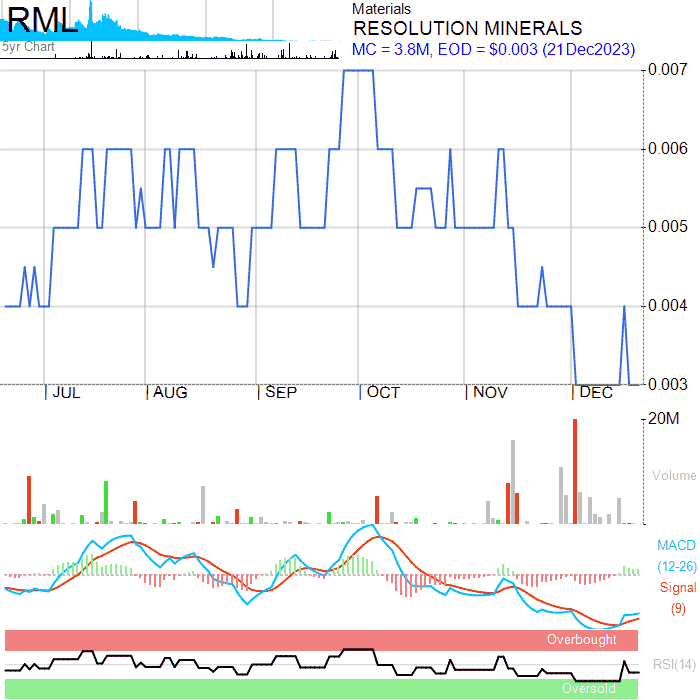 RML
5yr Chart
Materials
RESOLUTION MINERALS
MC = 3.8M, EOD = $0.003 (21Dec2023)
0.007
0.006
0.005
0.004
0.003
JUL AUG SEP OCT NOV DEC
20M
Volume
MACD
(12-26)
Signal
(9)
Overbought
RSI(14)
Oversold